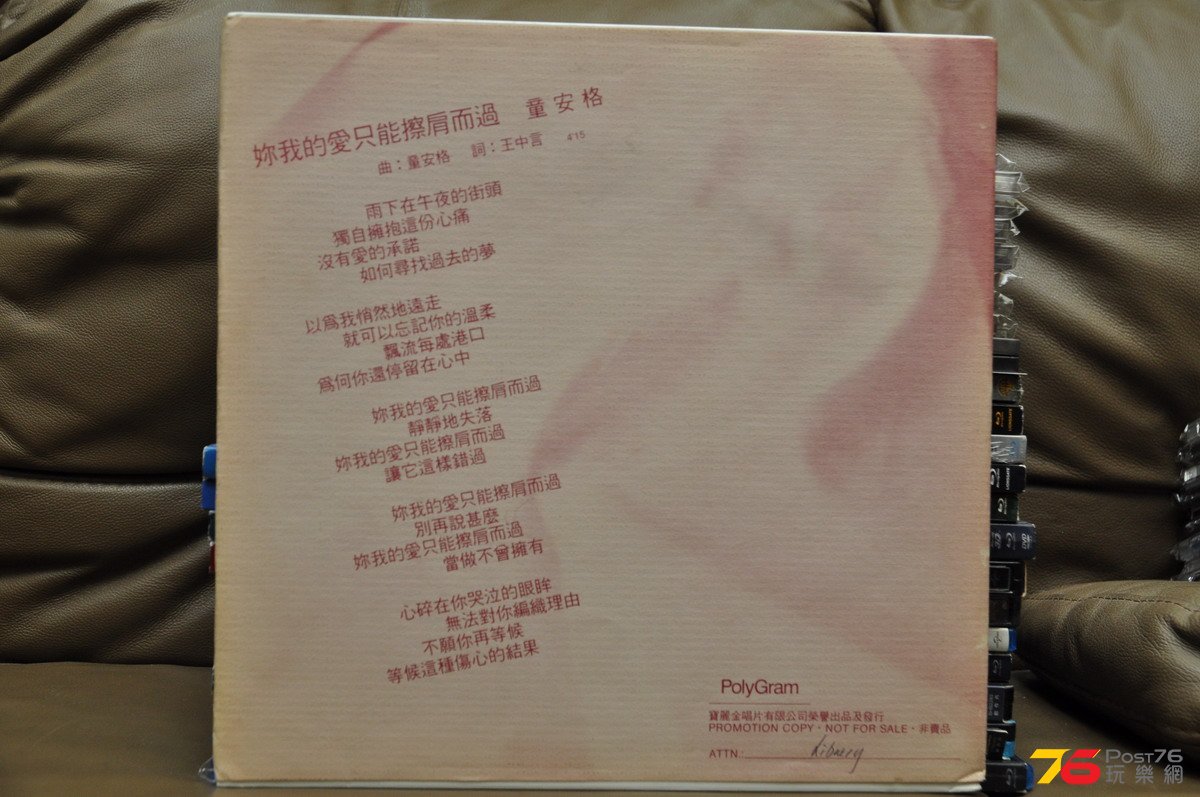 妳我的愛只能擦肩而過　童安格
曲：童安格　詞：王中言　4'15
雨下在午夜的街頭
獨自擁抱這份心痛
沒有愛的承諾
如何尋找過去的夢
以爲我悄然地遠走
就可以忘記你的溫柔
飄流每處港口
爲何你還停留在心中
妳我的愛只能擦肩而過
靜靜地失落
妳我的愛只能擦肩而過
讓它這樣錯過
妳我的愛只能擦肩而過
別再說甚麼
妳我的愛只能擦肩而過
當做不曾擁有
心碎在你哭泣的眼眸
無法對你編織理由
不願你再等候
等候這種傷心的結果
PolyGram
寶麗金唱片有限公司榮譽出品及發行
PROMOTION COPY · NOT FOR SALE · 非賣品
ATTN.:
76 POST76
玩樂網